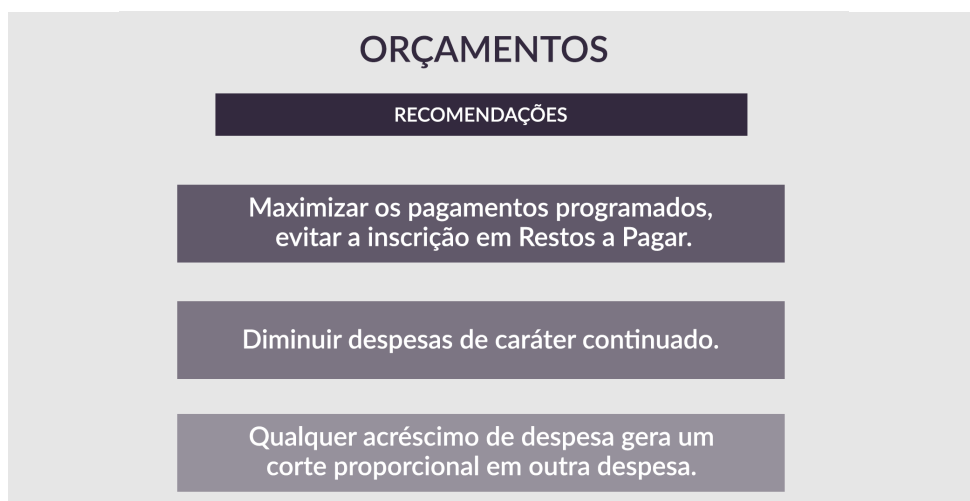 ORÇAMENTOS
RECOMENDAÇÕES
Maximizar os pagamentos programados,
evitar a inscrição em Restos a Pagar.
Diminuir despesas de caráter continuado.
Qualquer acréscimo de despesa gera um
corte proporcional em outra despesa.